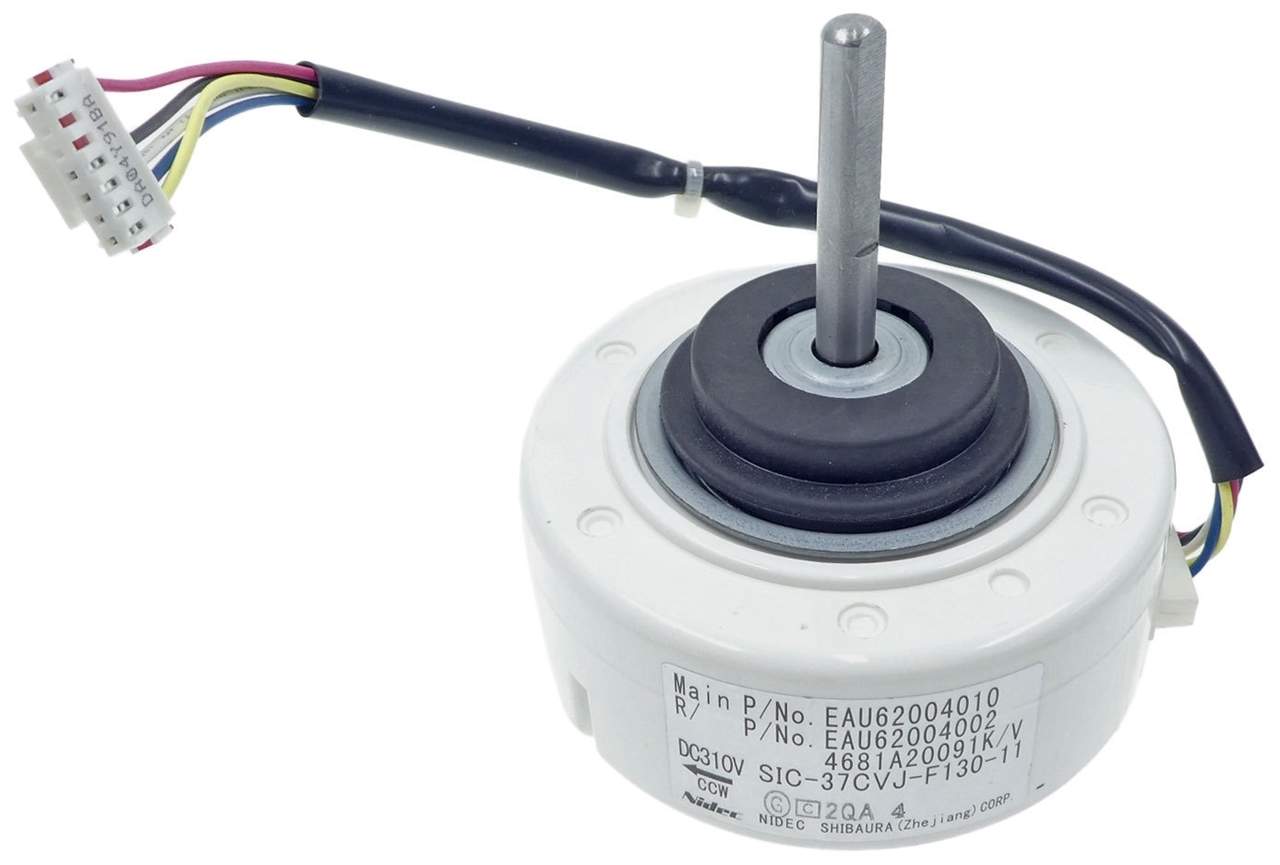 DA04Y91BA
Main P/No. EAU62004010
R/ P/No. EAU62004002
4681A20091K/V
DC310V SIC-37CVJ-F130-11
CCW
Nidec G C 2QA 4
NIDEC SHIBAURA (Zhejiang) CORP.